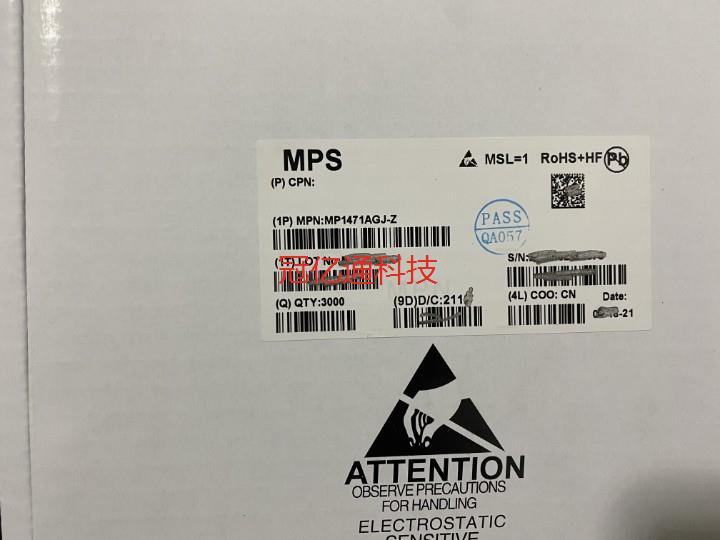 MPS
MSL=1 RoHS+HF Pb
(P) CPN:
(1P) MPN:MP1471AGJ-Z
PASS
QA057
冠亿通科技
S/N:
(Q) QTY:3000
(9D)D/C:211
(4L) COO: CN
Date:
-21
ATTENTION
OBSERVE PRECAUTIONS
FOR HANDLING
ELECTROSTATIC
SENSITIVE